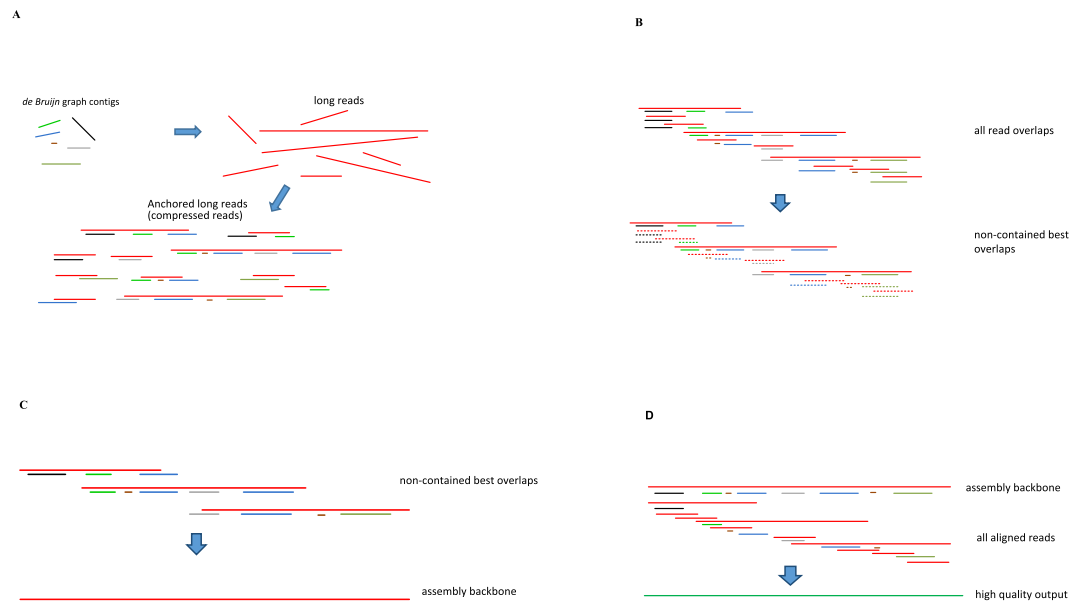 A
B
de Bruijn graph contigs
long reads
all read overlaps
Anchored long reads
(compressed reads)
non-contained best
overlaps
C
D
non-contained best overlaps
assembly backbone
assembly backbone
all aligned reads
high quality output